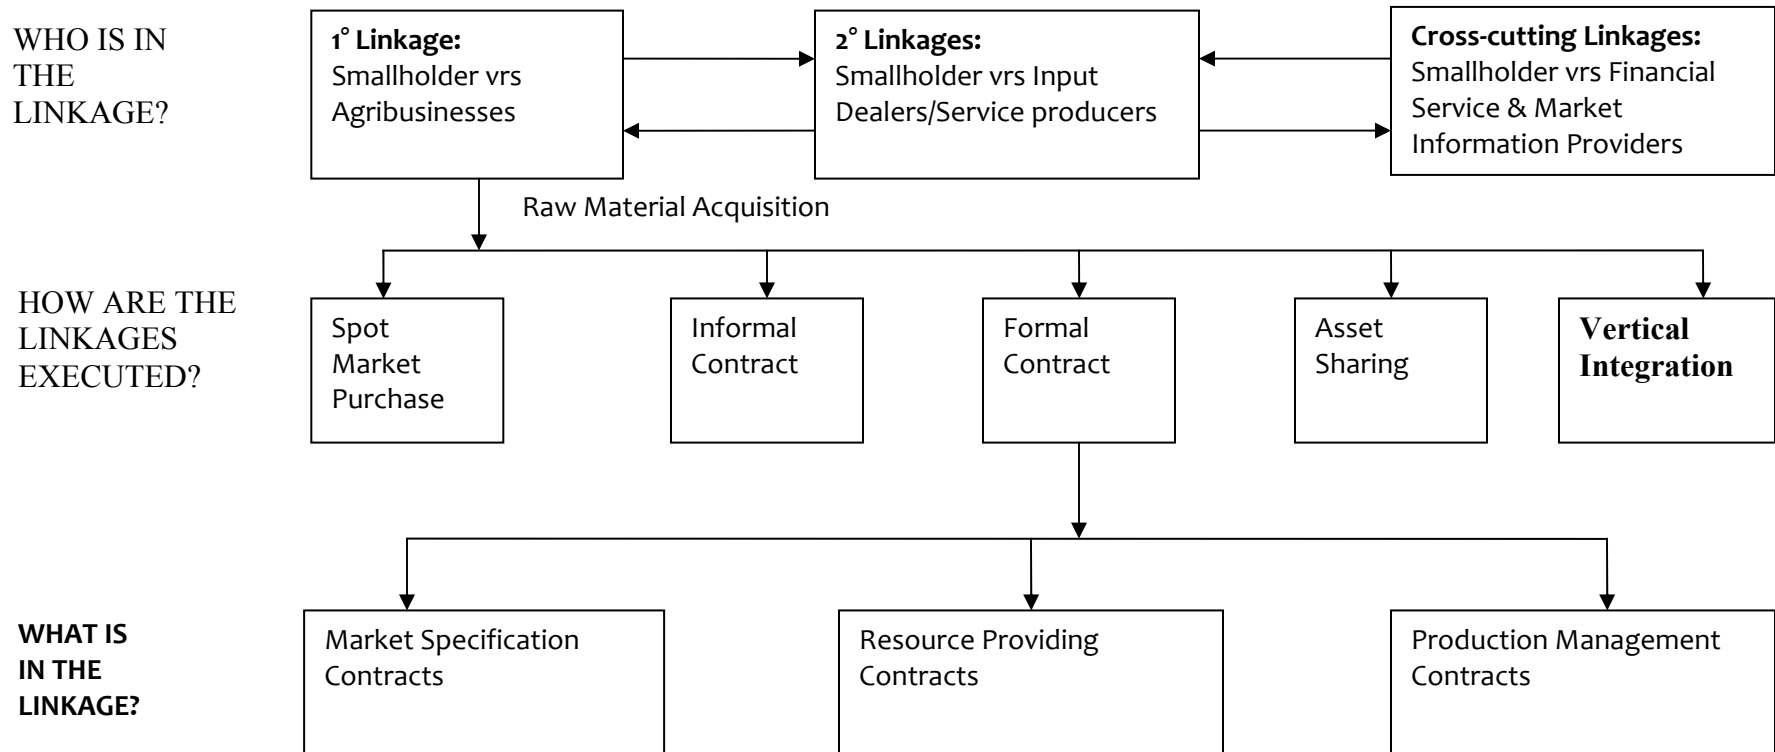 WHO IS IN
THE
LINKAGE?
1° Linkage:
Smallholder vrs
Agribusinesses
2° Linkages:
Smallholder vrs Input
Dealers/Service producers
Cross-cutting Linkages:
Smallholder vrs Financial
Service & Market
Information Providers
Raw Material Acquisition
HOW ARE THE
LINKAGES
EXECUTED?
Spot
Market
Purchase
Informal
Contract
Formal
Contract
Asset
Sharing
Vertical
Integration
WHAT IS
IN THE
LINKAGE?
Market Specification
Contracts
Resource Providing
Contracts
Production Management
Contracts